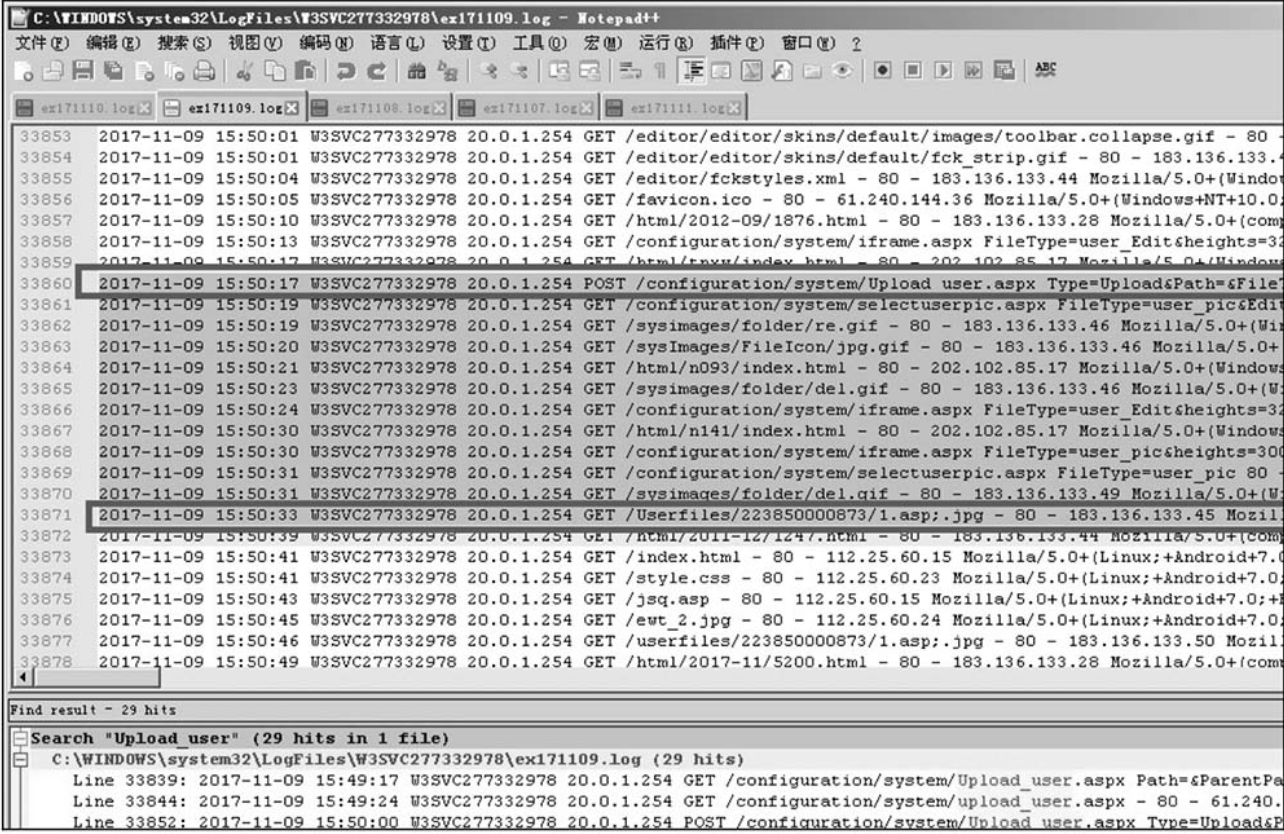 C:\WINDOWS\system32\LogFiles\W3SVC277332978\ex171109.log - Notepad++
文件(F) 编辑(E) 搜索(S) 视图(V) 编码(N) 语言(L) 设置(T) 工具(O) 宏(M) 运行(R) 插件(P) 窗口(W) ?
ABC
ex171110.log ex171109.log ex171108.log ex171107.log ex171111.log
33853 2017-11-09 15:50:01 W3SVC277332978 20.0.1.254 GET /editor/editor/skins/default/images/toolbar.collapse.gif - 80
33854 2017-11-09 15:50:01 W3SVC277332978 20.0.1.254 GET /editor/editor/skins/default/fck_strip.gif - 80 - 183.136.133.
33855 2017-11-09 15:50:04 W3SVC277332978 20.0.1.254 GET /editor/fckstyles.xml - 80 - 183.136.133.44 Mozilla/5.0+(Window
33856 2017-11-09 15:50:05 W3SVC277332978 20.0.1.254 GET /favicon.ico - 80 - 61.240.144.36 Mozilla/5.0+(Windows+NT+10.0;
33857 2017-11-09 15:50:10 W3SVC277332978 20.0.1.254 GET /html/2012-09/1876.html - 80 - 183.136.133.28 Mozilla/5.0+(com
33858 2017-11-09 15:50:13 W3SVC277332978 20.0.1.254 GET /configuration/system/iframe.aspx FileType=user_Edit&heights=32
33859 2017-11-09 15:50:17 W3SVC277332978 20.0.1.254 GET /html/tpxw/index.html - 80 - 202.102.85.17 Mozilla/5.0+(Window
33860 2017-11-09 15:50:17 W3SVC277332978 20.0.1.254 POST /configuration/system/Upload_user.aspx Type=Upload&Path=&FileT
33861 2017-11-09 15:50:19 W3SVC277332978 20.0.1.254 GET /configuration/system/selectuserpic.aspx FileType=user_pic&Edi
33862 2017-11-09 15:50:19 W3SVC277332978 20.0.1.254 GET /sysimages/folder/re.gif - 80 - 183.136.133.46 Mozilla/5.0+(Wi
33863 2017-11-09 15:50:20 W3SVC277332978 20.0.1.254 GET /sysImages/FileIcon/jpg.gif - 80 - 183.136.133.46 Mozilla/5.0+
33864 2017-11-09 15:50:21 W3SVC277332978 20.0.1.254 GET /html/n093/index.html - 80 - 202.102.85.17 Mozilla/5.0+(Windows
33865 2017-11-09 15:50:23 W3SVC277332978 20.0.1.254 GET /sysimages/folder/del.gif - 80 - 183.136.133.46 Mozilla/5.0+(W
33866 2017-11-09 15:50:24 W3SVC277332978 20.0.1.254 GET /configuration/system/iframe.aspx FileType=user_Edit&heights=32
33867 2017-11-09 15:50:30 W3SVC277332978 20.0.1.254 GET /html/n141/index.html - 80 - 202.102.85.17 Mozilla/5.0+(Windows
33868 2017-11-09 15:50:30 W3SVC277332978 20.0.1.254 GET /configuration/system/iframe.aspx FileType=user_pic&heights=300
33869 2017-11-09 15:50:31 W3SVC277332978 20.0.1.254 GET /configuration/system/selectuserpic.aspx FileType=user_pic 80 -
33870 2017-11-09 15:50:31 W3SVC277332978 20.0.1.254 GET /sysimages/folder/del.gif - 80 - 183.136.133.49 Mozilla/5.0+(W
33871 2017-11-09 15:50:33 W3SVC277332978 20.0.1.254 GET /Userfiles/223850000873/1.asp;.jpg - 80 - 183.136.133.45 Mozill
33872 2017-11-09 15:50:39 W3SVC277332978 20.0.1.254 GET /html/2011-12/1247.html - 80 - 183.136.133.44 Mozilla/5.0+(com
33873 2017-11-09 15:50:41 W3SVC277332978 20.0.1.254 GET /index.html - 80 - 112.25.60.15 Mozilla/5.0+(Linux;+Android+7.0
33874 2017-11-09 15:50:41 W3SVC277332978 20.0.1.254 GET /style.css - 80 - 112.25.60.23 Mozilla/5.0+(Linux;+Android+7.0;
33875 2017-11-09 15:50:43 W3SVC277332978 20.0.1.254 GET /jsq.asp - 80 - 112.25.60.15 Mozilla/5.0+(Linux;+Android+7.0;+
33876 2017-11-09 15:50:45 W3SVC277332978 20.0.1.254 GET /ewt_2.jpg - 80 - 112.25.60.24 Mozilla/5.0+(Linux;+Android+7.0;
33877 2017-11-09 15:50:46 W3SVC277332978 20.0.1.254 GET /userfiles/223850000873/1.asp;.jpg - 80 - 183.136.133.50 Mozill
33878 2017-11-09 15:50:49 W3SVC277332978 20.0.1.254 GET /html/2017-11/5200.html - 80 - 183.136.133.28 Mozilla/5.0+(com
Find result - 29 hits
Search "Upload_user" (29 hits in 1 file)
C:\WINDOWS\system32\LogFiles\W3SVC277332978\ex171109.log (29 hits)
Line 33839: 2017-11-09 15:49:17 W3SVC277332978 20.0.1.254 GET /configuration/system/Upload_user.aspx Path=&ParentPa
Line 33844: 2017-11-09 15:49:24 W3SVC277332978 20.0.1.254 GET /configuration/system/upload_user.aspx - 80 - 61.240.
Line 33852: 2017-11-09 15:50:00 W3SVC277332978 20.0.1.254 POST /configuration/system/Upload_user.aspx Type=Upload&P